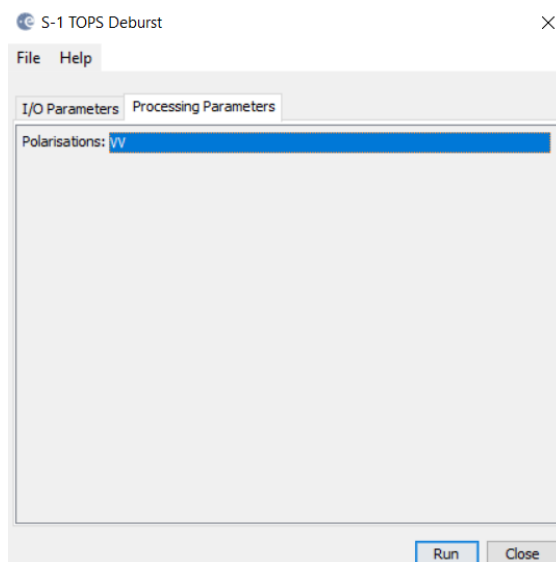 S-1 TOPS Deburst
File Help
I/O Parameters Processing Parameters
Polarisations: VV
Run Close